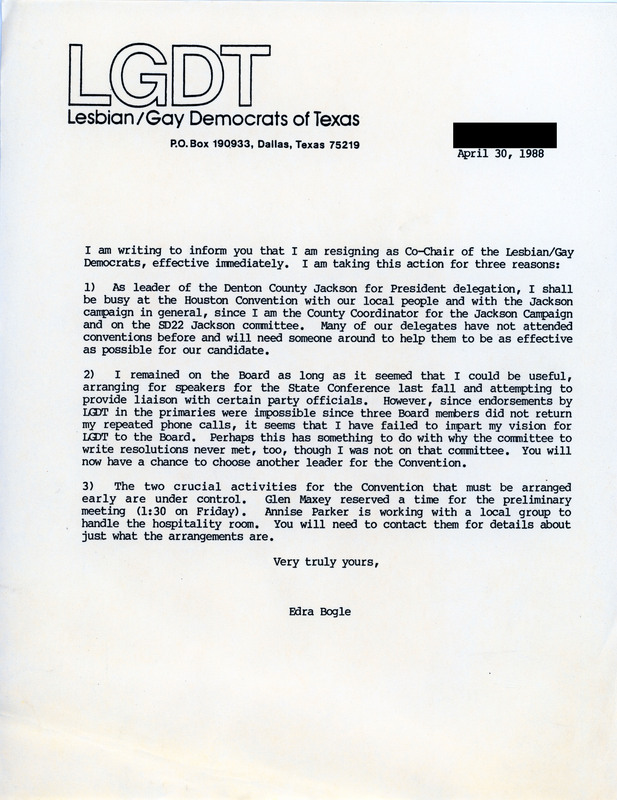 LGDT
Lesbian/Gay Democrats of Texas
P.O. Box 190933, Dallas, Texas 75219
April 30, 1988
I am writing to inform you that I am resigning as Co-Chair of the Lesbian/Gay
Democrats, effective immediately. I am taking this action for three reasons:
1) As leader of the Denton County Jackson for President delegation, I shall
be busy at the Houston Convention with our local people and with the Jackson
campaign in general, since I am the County Coordinator for the Jackson Campaign
and on the SD22 Jackson committee. Many of our delegates have not attended
conventions before and will need someone around to help them to be as effective
as possible for our candidate.
2) I remained on the Board as long as it seemed that I could be useful,
arranging for speakers for the State Conference last fall and attempting to
provide liaison with certain party officials. However, since endorsements by
LGDT in the primaries were impossible since three Board members did not return
my repeated phone calls, it seems that I have failed to impart my vision for
LGDT to the Board. Perhaps this has something to do with why the committee to
write resolutions never met, too, though I was not on that committee. You will
now have a chance to choose another leader for the Convention.
3) The two crucial activities for the Convention that must be arranged
early are under control. Glen Maxey reserved a time for the preliminary
meeting (1:30 on Friday). Annise Parker is working with a local group to
handle the hospitality room. You will need to contact them for details about
just what the arrangements are.
Very truly yours,
Edra Bogle